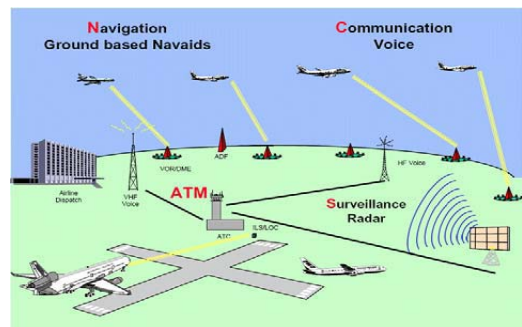 Navigation
Ground based Navaids
Communication
Voice
VOR/DME
ADF
HF Voice
Airline
Dispatch
VHF
Voice
ATM
Surveillance
Radar
ATC
ILS/LOC